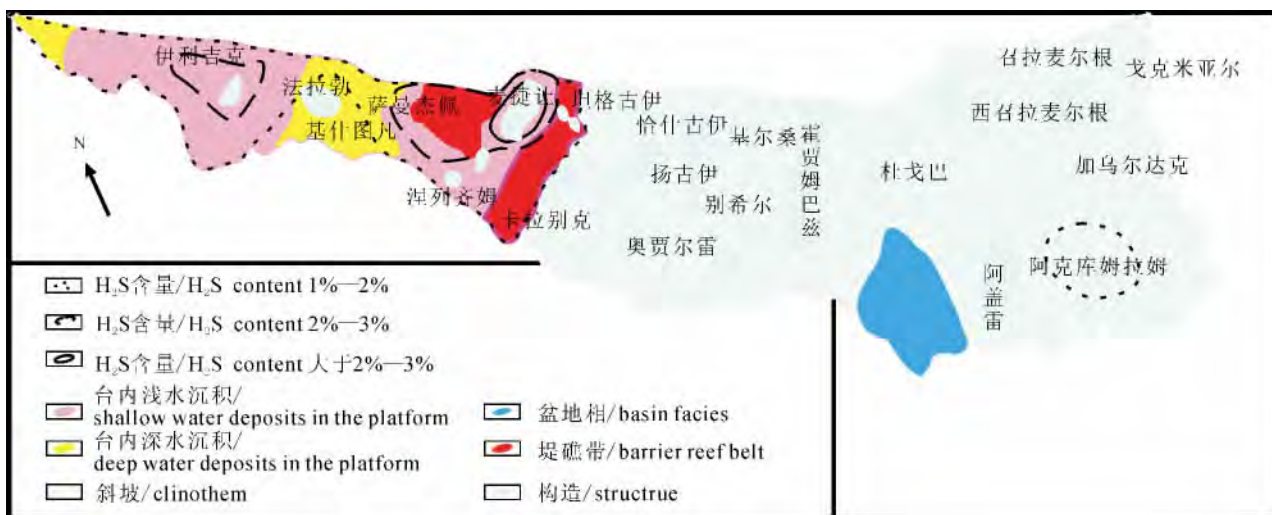 伊利吉克
法拉勃
基什图凡
萨曼杰佩
麦捷让
坦格古伊
涅列齐姆
卡拉别克
恰什古伊
基尔桑
霍贾姆巴兹
扬古伊
别希尔
奥贾尔雷
召拉麦尔根
戈克米亚尔
西召拉麦尔根
杜戈巴
加乌尔达克
阿盖雷
阿克库姆拉姆
N
H₂S含量/H₂S content 1%—2%
H₂S含量/H₂S content 2%—3%
H₂S含量/H₂S content 大于2%—3%
台内浅水沉积/
shallow water deposits in the platform
台内深水沉积/
deep water deposits in the platform
斜坡/clinothem
盆地相/basin facies
堤礁带/barrier reef belt
构造/structrue